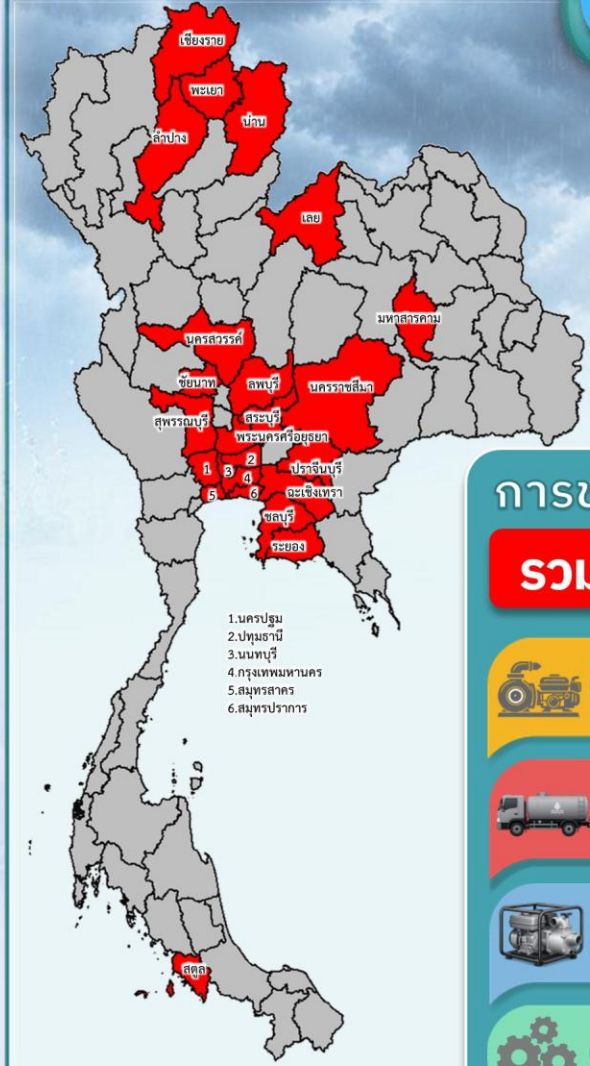 เชียงราย
พะเยา
น่าน
ลำปาง
เลย
มหาสารคาม
นครสวรรค์
ชัยนาท
ลพบุรี
นครราชสีมา
สุพรรณบุรี
สระบุรี
พระนครศรีอยุธยา
1
3
2
4
ปราจีนบุรี
5
6
ฉะเชิงเทรา
ชลบุรี
ระยอง
1.นครปฐม
2.ปทุมธานี
3.นนทบุรี
4.กรุงเทพมหานคร
5.สมุทรสาคร
6.สมุทรปราการ
สตูล
การข
รวม